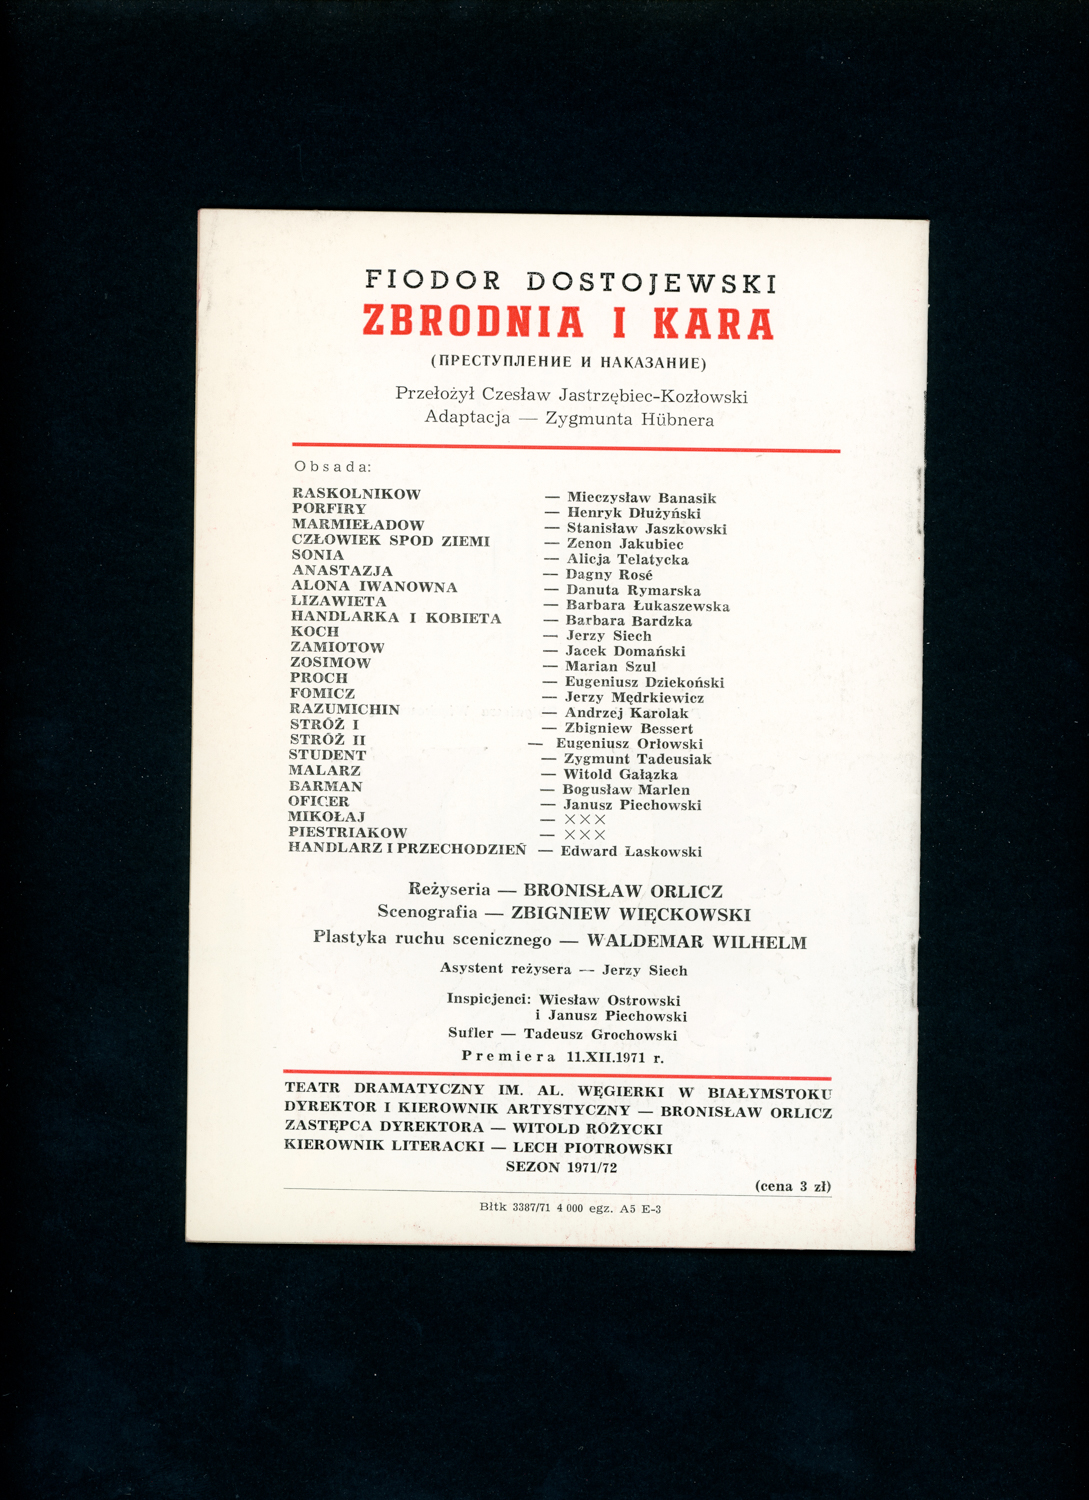 FIODOR DOSTOJEWSKI
ZBRODNIA I KARA
(ПРЕСТУПЛЕНИЕ И НАКАЗАНИЕ)
Przełożył Czesław Jastrzębiec-Kozłowski
Adaptacja — Zygmunta Hübnera
Obsada:
RASKOLNIKOW — Mieczysław Banasik
PORFIRY — Henryk Dłużyński
MARMIEŁADOW — Stanisław Jaszkowski
CZŁOWIEK SPOD ZIEMI — Zenon Jakubiec
SONIA — Alicja Telatycka
ANASTAZJA — Dagny Rosé
ALONA IWANOWNA — Danuta Rymarska
LIZAWIETA — Barbara Łukaszewska
HANDLARKA I KOBIETA — Barbara Bardzka
KOCH — Jerzy Siech
ZAMIOTOW — Jacek Domański
ZOSIMOW — Marian Szul
PROCH — Eugeniusz Dziekoński
FOMICZ — Jerzy Mędrkiewicz
RAZUMICHIN — Andrzej Karolak
STRÓŻ I — Zbigniew Bessert
STRÓŻ II — Eugeniusz Orłowski
STUDENT — Zygmunt Tadeusiak
MALARZ — Witold Gałązka
BARMAN — Bogusław Marlen
OFICER — Janusz Piechowski
MIKOŁAJ — XXX
PIESTRIAKOW — XXX
HANDLARZ I PRZECHODZIEŃ — Edward Łaskowski
Reżyseria — BRONISŁAW ORLICZ
Scenografia — ZBIGNIEW WIĘCKOWSKI
Plastyka ruchu scenicznego — WALDEMAR WILHELM
Asystent reżysera — Jerzy Siech
Inspicjenci: Wiesław Ostrowski
i Janusz Piechowski
Sufler — Tadeusz Grochowski
Premiera 11.XII.1971 r.
TEATR DRAMATYCZNY IM. AL. WĘGIERKI W BIAŁYMSTOKU
DYREKTOR I KIEROWNIK ARTYSTYCZNY — BRONISŁAW ORLICZ
ZASTĘPCA DYREKTORA — WITOLD RÓŻYCKI
KIEROWNIK LITERACKI — LECH PIOTROWSKI
SEZON 1971/72
(cena 3 zł)
Błtk 3387/71 4 000 egz. A5 E-3